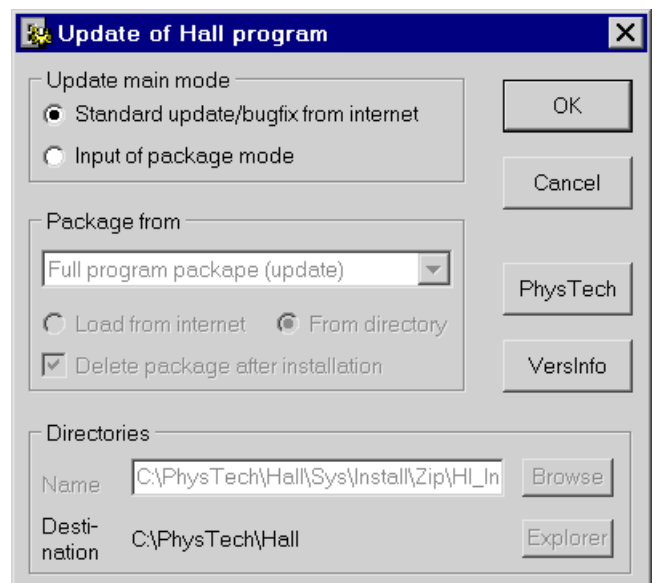 Update of Hall program
Update main mode
Standard update/bugfix from internet
Input of package mode
OK
Cancel
Package from
Full program packape (update)
Load from internet From directory
Delete package after installation
PhysTech
VersInfo
Directories
Name C:\PhysTech\Hall\Sys\Install\Zip\HI_In Browse
Desti-
nation C:\PhysTech\Hall Explorer